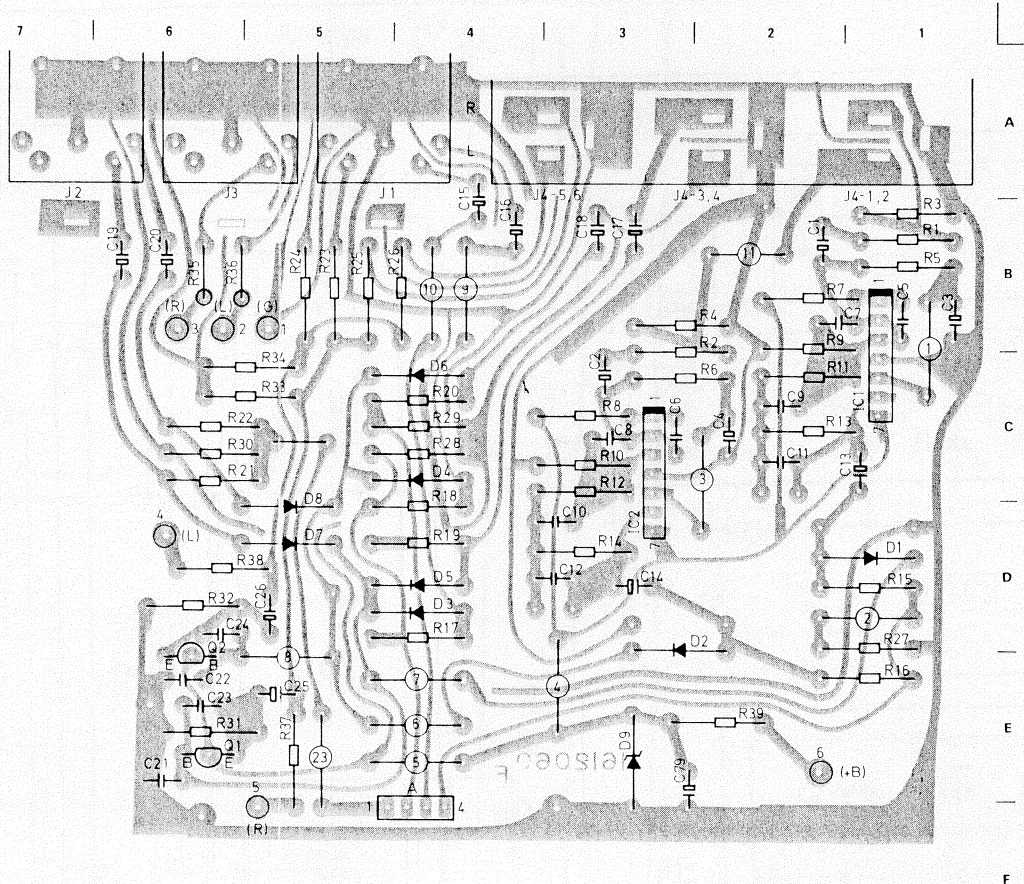 7 6 5 4 3 2 1
R
A
L
J2 J3 J1 J4-5,6 J4-3,4 J4-1,2
C15 C16 C18 C17 R3
C19 C20 R35 R36 R24 R23 R25 R26 C1 R1
11 R5
B
10 9 R7 C5 C3
(R) (L) (G)
3 2 1
R4 C7
R2 R9 1
R34 D6 C2 R6 R11
R33 R20 C9 IC1
R22 R29 R8 1 C6 C4 R13 7
C
R30 R28 C8 C11 C13
R21 D4 R10 3
D8 R18 R12
4 (L) D7 R19 C10 IC2
R14 7 D1
R38 D5 C12 C14 R15
D
R32 C26 D3 2
C24 R17 D2 R27
E Q2 B 8
C22 7 4 R16
C23 C25
R31 R37 6 R39
E
B Q1 E 23 5 D9 6 (+B)
C21 A C79
1612060
F
5 (R) 1 4
F